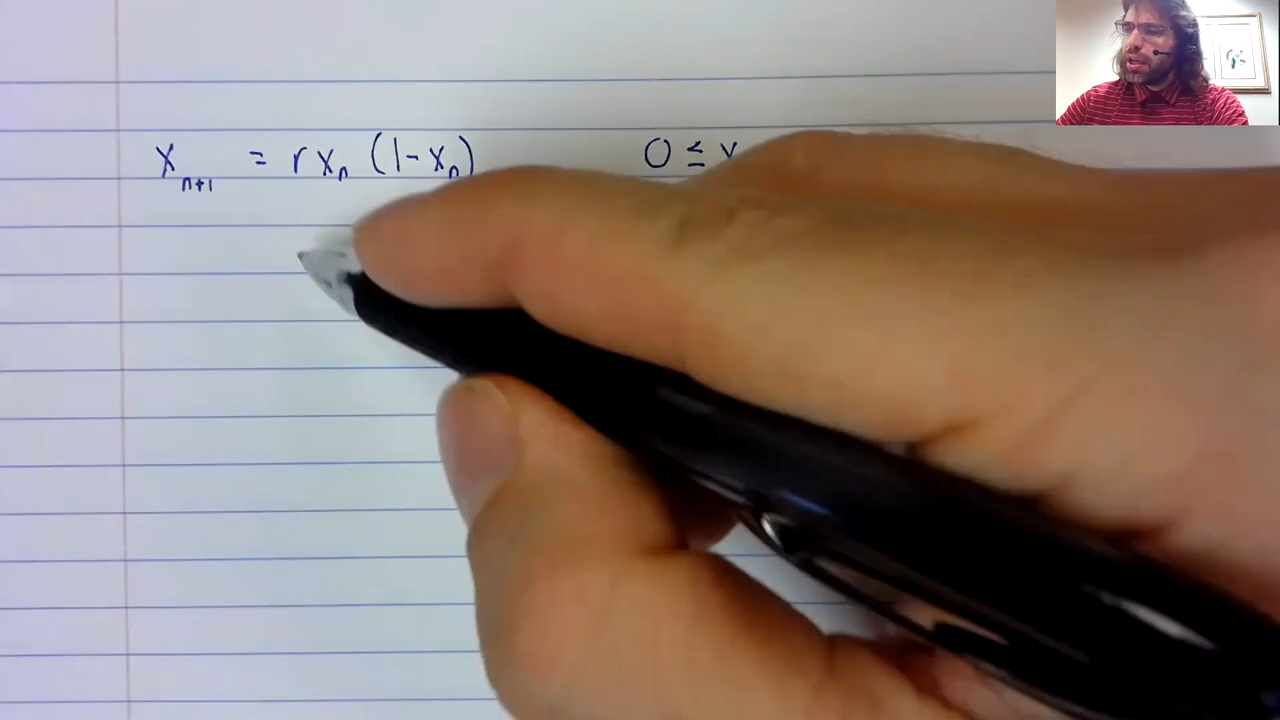 x_{n+1} = r x_n (1 - x_n) 0 ≤ x